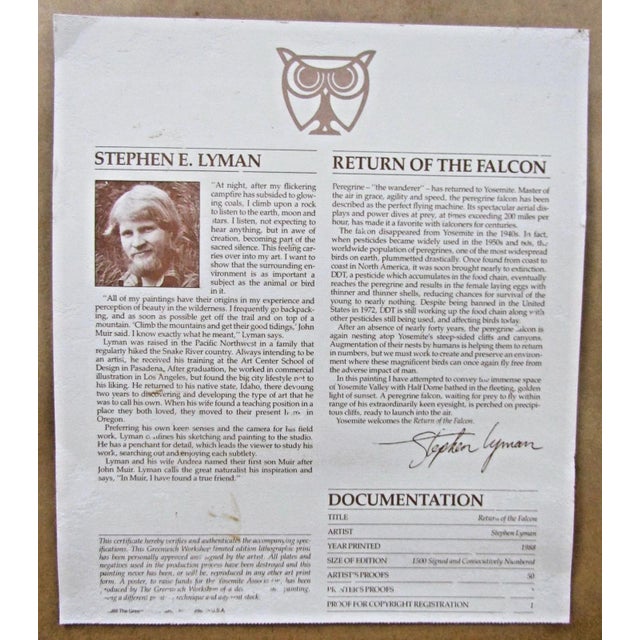 STEPHEN E. LYMAN
"At night, after my flickering
campfire has subsided to glow-
ing coals, I climb upon a rock
to listen to the earth, moon and
stars. I listen, not expecting to
hear anything, but in awe of
creation, becoming part of the
sacred silence. This feeling car-
ries over into my art. I want to
show that the surrounding en-
vironment is as important a
subject as the animal or bird
in it.
"All of my paintings have their origins in my experience and
perception of beauty in the wilderness. I frequently go backpack-
ing, and as soon as possible get off the trail and on top of a
mountain. 'Climb the mountains and get their good tidings,' John
Muir said. I know exactly what he meant," Lyman says.
Lyman was raised in the Pacific Northwest in a family that
regularly hiked the Snake River country. Always intending to be
an artist, he received his training at the Art Center School of
Design in Pasadena, After graduation, he worked in commercial
illustration in Los Angeles, but found the big city lifestyle not to
his liking. He returned to his native state, Idaho, there devoting
two years to discovering and developing the type of art that he
was to call his own. When his wife found a teaching position in a
place they both loved, they moved to their present home in
Oregon.
Preferring his own keen senses and the camera for his field
work, Lyman confines his sketching and painting to the studio.
He has a penchant for detail, which leads the viewer to study his
work, searching out and enjoying each subtlety.
Lyman and his wife Andrea named their first son Muir after
John Muir. Lyman calls the great naturalist his inspiration and
says, "In Muir, I have found a true friend."
This certificate hereby verifies and authenticates the accompanying spe-
cifications. This Greenwich Workshop limited edition lithographic print
has been personally approved and signed by the artist. All plates and
negatives used in the production process have been destroyed and this
painting never has been, or will be, reproduced in any other art print
form. A poster, to raise funds for the Yosemite Association, has been
produced by The Greenwich Workshop of a painting,
using a different printing technique and stock.
The U.S.A.
RETURN OF THE FALCON
Peregrine – "the wanderer" – has returned to Yosemite. Master of
the air in grace, agility and speed, the peregrine falcon has been
described as the perfect flying machine. Its spectacular aerial dis-
plays and power dives at prey, at times exceeding 200 miles per
hour, has made it the favorite with falconers for centuries.
The falcon disappeared from Yosemite in the 1940s. In fact,
when pesticides became widely used in the 1950s and 60s, the
worldwide population of peregrines, one of the most widespread
birds on earth, plummetted drastically. Once found from coast to
coast in North America, it was soon brought nearly to extinction.
DDT, a pesticide which accumulates in the food chain, eventually
reaches the peregrine and results in the female laying eggs with
thinner and thinner shells, reducing chances for survival of the
young to nearly nothing. Despite being banned in the United
States in 1972, DDT is still working up the food chain along with
other pesticides still being used, and affecting birds today.
After an absence of nearly forty years, the peregrine falcon is
again nesting atop Yosemite's steep-sided cliffs and canyons.
Augmentation of their nests by humans is helping them to return
in numbers, but we must work to create and preserve an environ-
ment where these magnificent birds can once again fly free from
the adverse impact of man.
In this painting I have attempted to convey the immense space
of Yosemite Valley with Half Dome bathed in the fleeting, golden
light of sunset. A peregrine falcon, waiting for prey to fly within
range of his extraordinarily keen eyesight, is perched on precipi-
tous cliffs, ready to launch into the air.
Yosemite welcomes the Return of the Falcon.
Stephen Lyman
DOCUMENTATION
TITLE Return of the Falcon
ARTIST Stephen Lyman
YEAR PRINTED 1988
SIZE OF EDITION 1500 Signed and Consecutively Numbered
ARTIST'S PROOFS 50
PRINTER'S PROOFS
PROOF FOR COPYRIGHT REGISTRATION 1